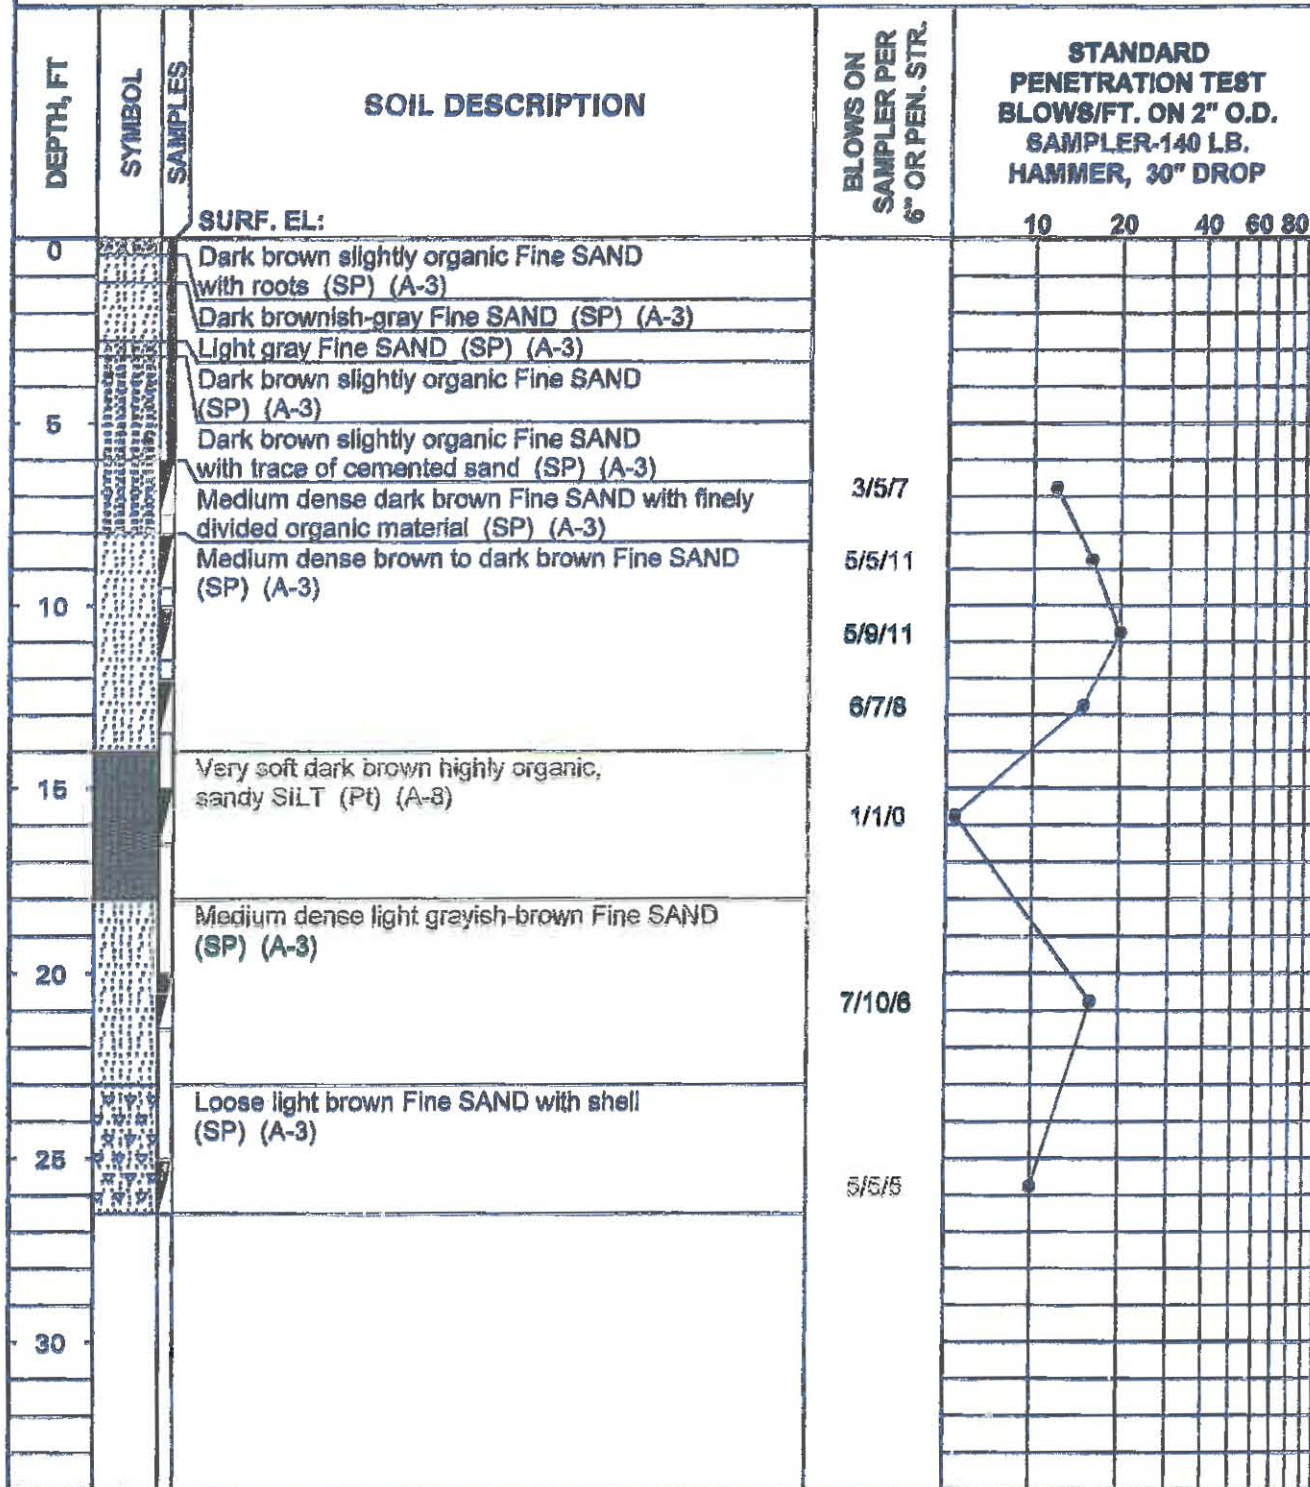 DEPTH, FT
SYMBOL
SAMPLES
SOIL DESCRIPTION
SURF. EL:
BLOWS ON
SAMPLER PER
6" OR PEN. STR.
STANDARD
PENETRATION TEST
BLOWS/FT. ON 2" O.D.
SAMPLER-140 LB.
HAMMER, 30" DROP
10 20 40 60 80
0
Dark brown slightly organic Fine SAND
with roots (SP) (A-3)
Dark brownish-gray Fine SAND (SP) (A-3)
Light gray Fine SAND (SP) (A-3)
Dark brown slightly organic Fine SAND
(SP) (A-3)
5
Dark brown slightly organic Fine SAND
with trace of cemented sand (SP) (A-3)
Medium dense dark brown Fine SAND with finely
divided organic material (SP) (A-3)
3/5/7
Medium dense brown to dark brown Fine SAND
(SP) (A-3)
5/5/11
10
5/9/11
6/7/8
Very soft dark brown highly organic,
sandy SILT (Pt) (A-8)
15
1/1/0
Medium dense light grayish-brown Fine SAND
(SP) (A-3)
20
7/10/6
Loose light brown Fine SAND with shell
(SP) (A-3)
25
5/5/5
30